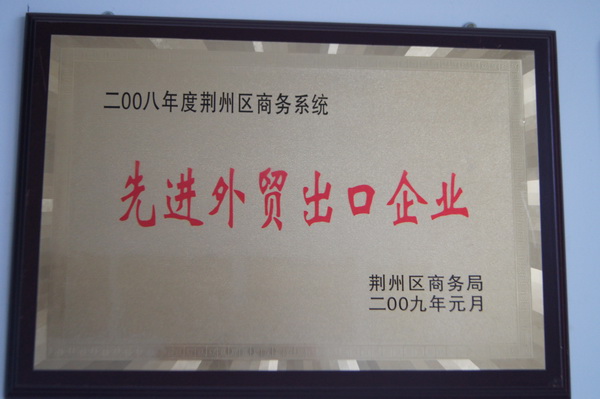 二00八年度荆州区商务系统
先进外贸出口企业
荆州区商务局
二00九年元月